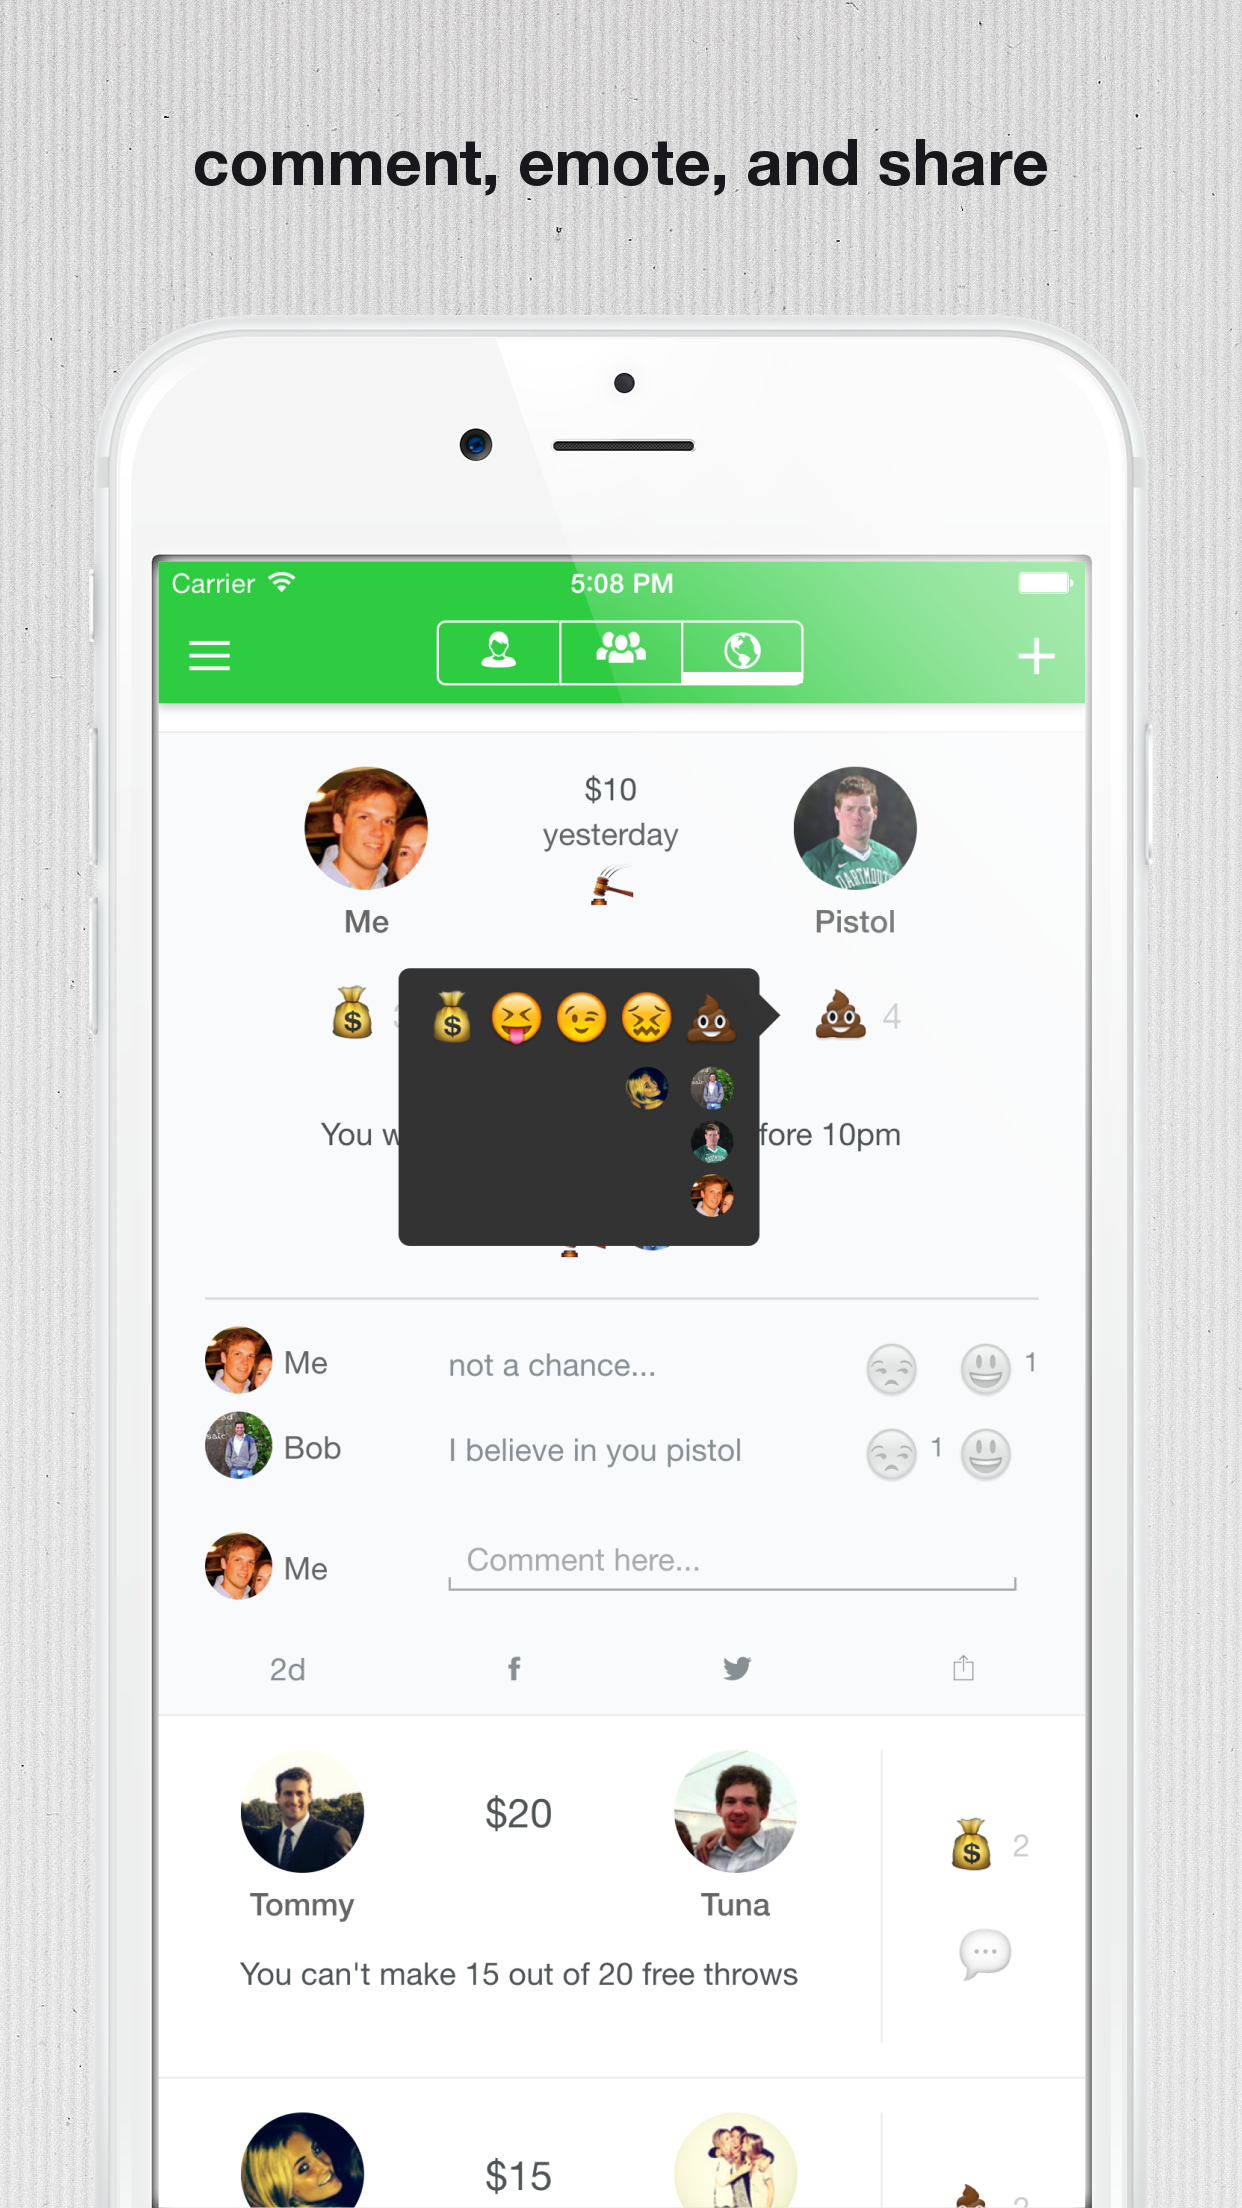 comment, emote, and share
Carrier 5:08 PM
$10
yesterday
Me Pistol
4
You fore 10pm
Me not a chance... 1
Bob I believe in you pistol 1
Me Comment here...
2d
$20
2
Tommy Tuna
You can't make 15 out of 20 free throws
$15